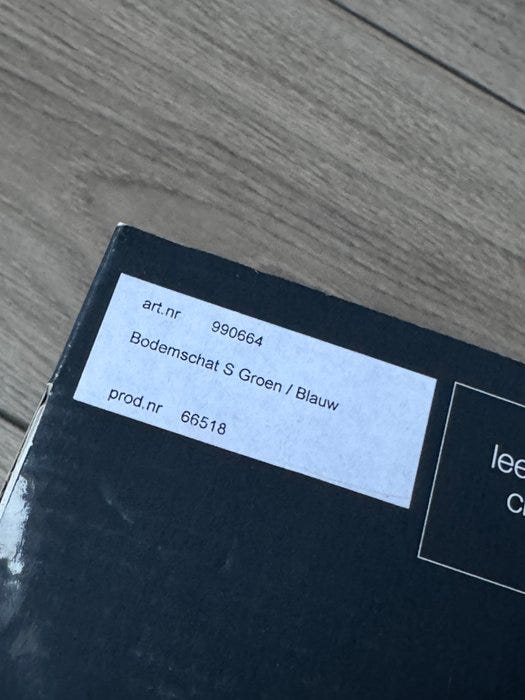 art.nr 990664
Bodemschat S Groen / Blauw
prod.nr 66518